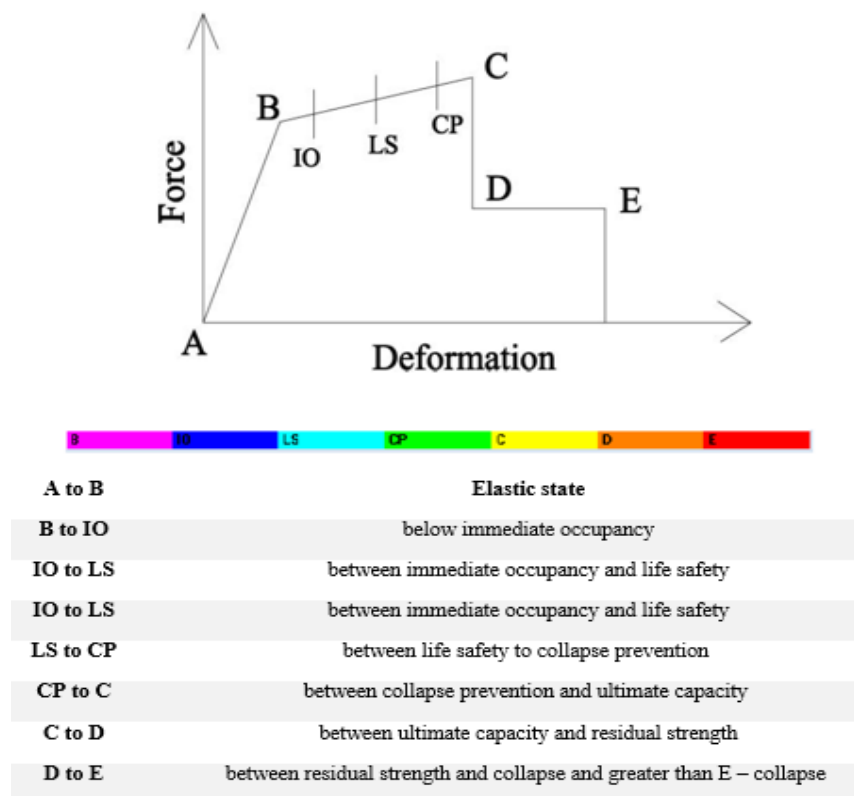 C
B
CP
LS
IO
D
E
Force
A
Deformation
B IO LS CP C D E
A to B Elastic state
B to IO below immediate occupancy
IO to LS between immediate occupancy and life safety
IO to LS between immediate occupancy and life safety
LS to CP between life safety to collapse prevention
CP to C between collapse prevention and ultimate capacity
C to D between ultimate capacity and residual strength
D to E between residual strength and collapse and greater than E – collapse